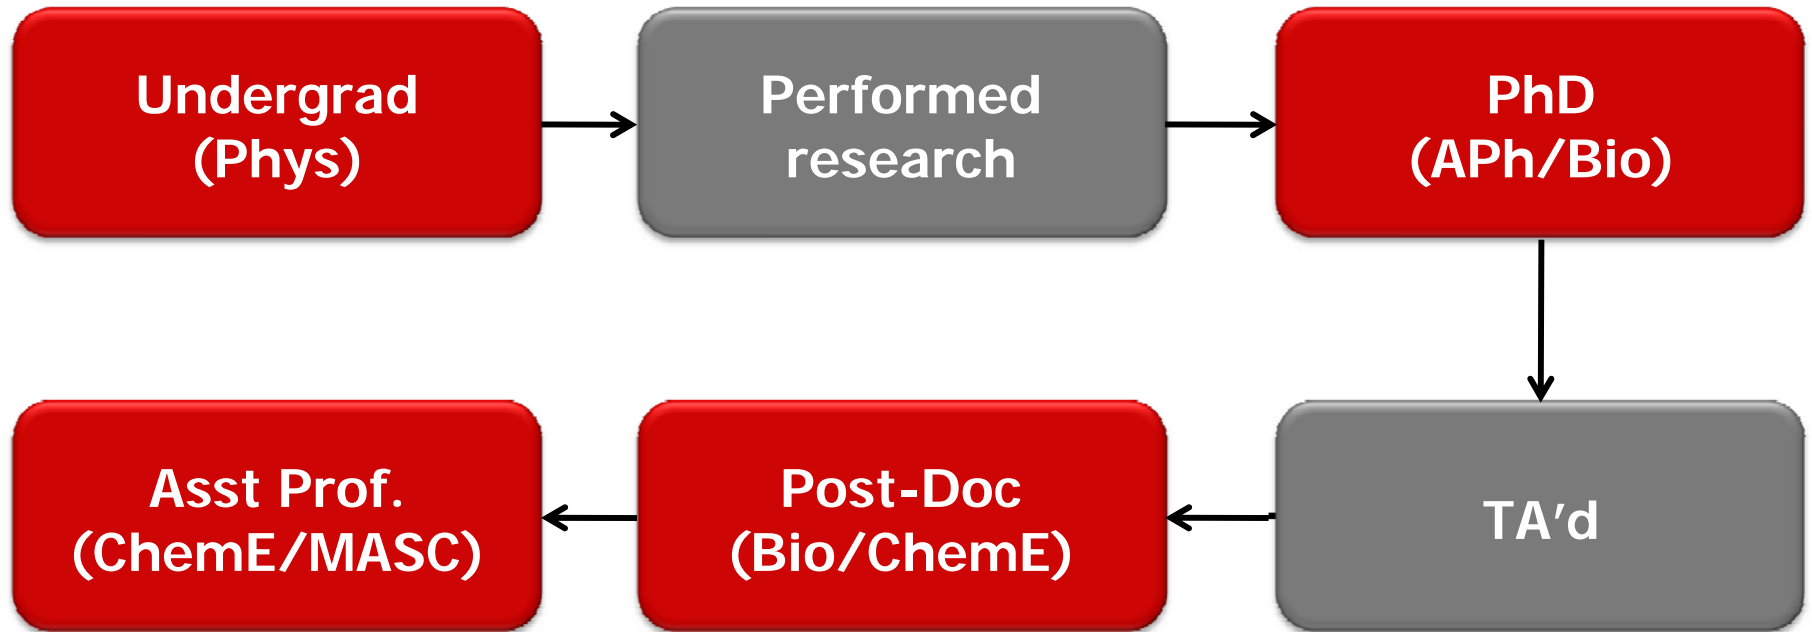 Undergrad
(Phys)
Performed
research
PhD
(APh/Bio)
Asst Prof.
(ChemE/MASC)
Post-Doc
(Bio/ChemE)
TA’d